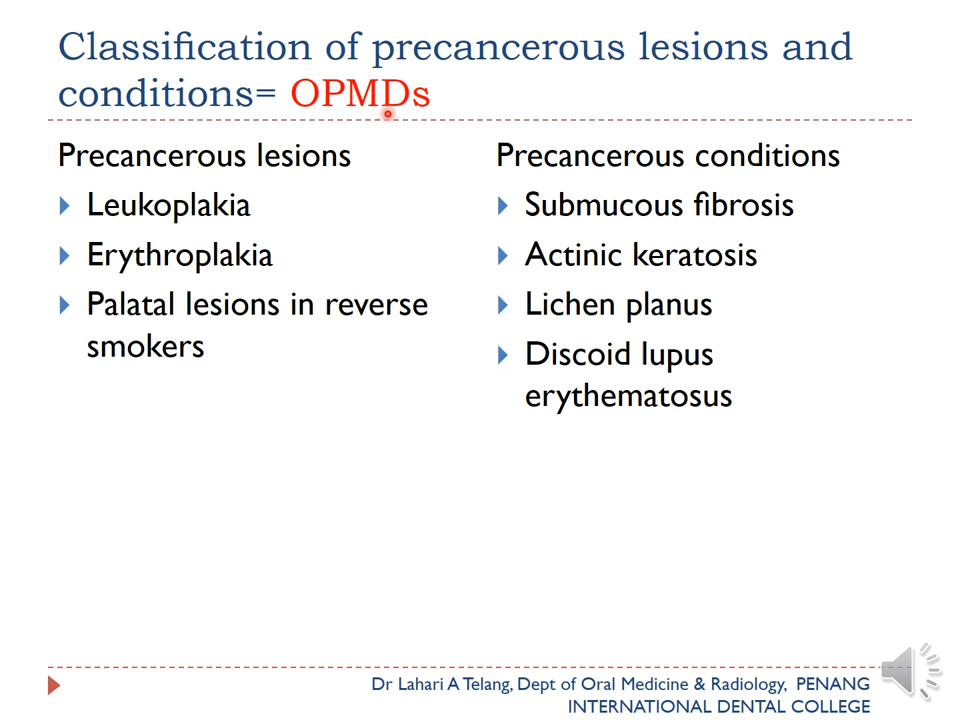 Classification of precancerous lesions and
conditions= OPMDs
Precancerous lesions
Leukoplakia
Erythroplakia
Palatal lesions in reverse
smokers
Precancerous conditions
Submucous fibrosis
Actinic keratosis
Lichen planus
Discoid lupus
erythematosus
Dr Lahari A Telang, Dept of Oral Medicine & Radiology, PENANG
INTERNATIONAL DENTAL COLLEGE